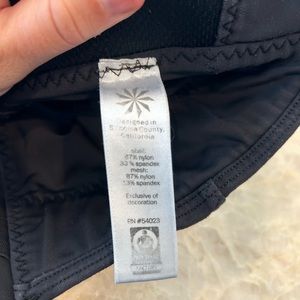 Designed in
Sonoma County,
California
shell:
67% nylon
33% spandex
mesh:
87% nylon
13% spandex
Exclusive of
decoration
RN #54023